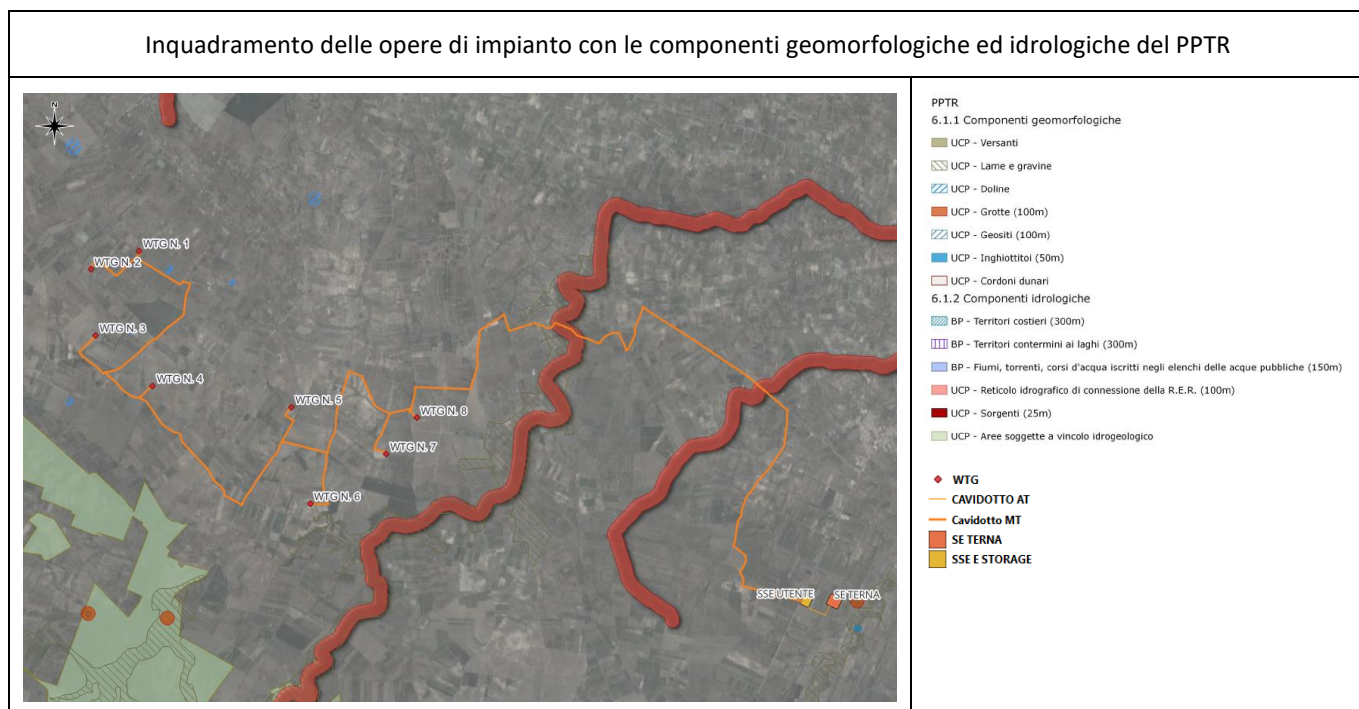 Inquadramento delle opere di impianto con le componenti geomorfologiche ed idrologiche del PPTR
N
WTG N. 1
WTG N. 2
WTG N. 3
WTG N. 4
WTG N. 5
WTG N. 8
WTG N. 7
WTG N. 6
SSE UTENTE
SE TERNA
PPTR
6.1.1 Componenti geomorfologiche
UCP - Versanti
UCP - Lame e gravine
UCP - Doline
UCP - Grotte (100m)
UCP - Geositi (100m)
UCP - Inghiottitoi (50m)
UCP - Cordoni dunari
6.1.2 Componenti idrologiche
BP - Territori costieri (300m)
BP - Territori contermini ai laghi (300m)
BP - Fiumi, torrenti, corsi d'acqua iscritti negli elenchi delle acque pubbliche (150m)
UCP - Reticolo idrografico di connessione della R.E.R. (100m)
UCP - Sorgenti (25m)
UCP - Aree soggette a vincolo idrogeologico
WTG
CAVIDOTTO AT
Cavidotto MT
SE TERNA
SSE E STORAGE